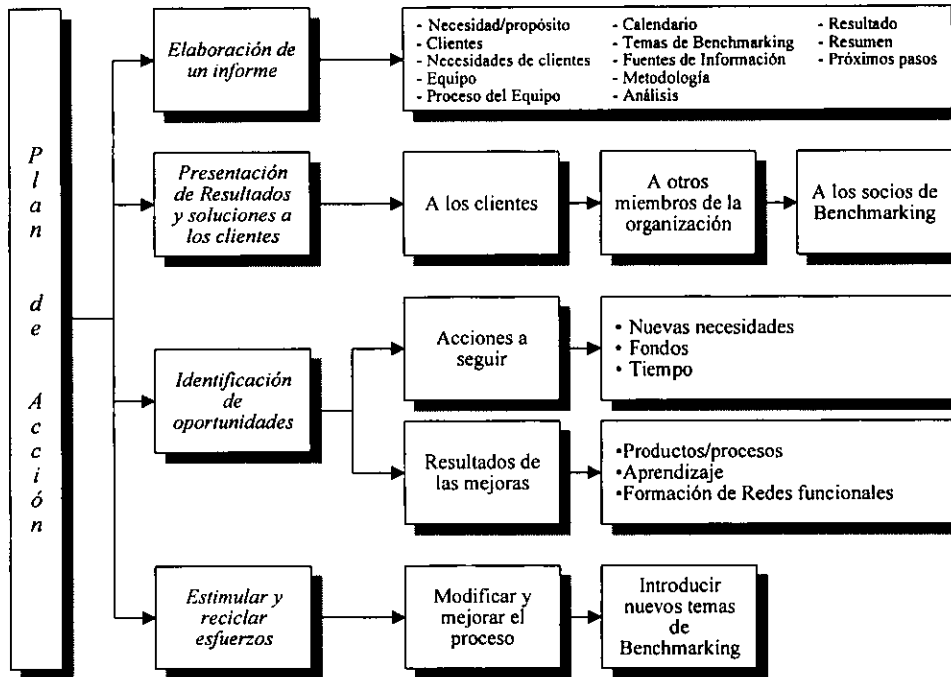 Plan de Acción
Elaboración de
un informe
- Necesidad/propósito
- Clientes
- Necesidades de clientes
- Equipo
- Proceso del Equipo
- Calendario
- Temas de Benchmarking
- Fuentes de Información
- Metodología
- Análisis
- Resultado
- Resumen
- Próximos pasos
Presentación
de Resultados
y soluciones a
los clientes
A los clientes
A otros
miembros de la
organización
A los socios de
Benchmarking
Identificación
de
oportunidades
Acciones a
seguir
• Nuevas necesidades
• Fondos
• Tiempo
Resultados de
las mejoras
•Productos/procesos
•Aprendizaje
•Formación de Redes funcionales
Estimular y
reciclar
esfuerzos
Modificar y
mejorar el
proceso
Introducir
nuevos temas
de
Benchmarking